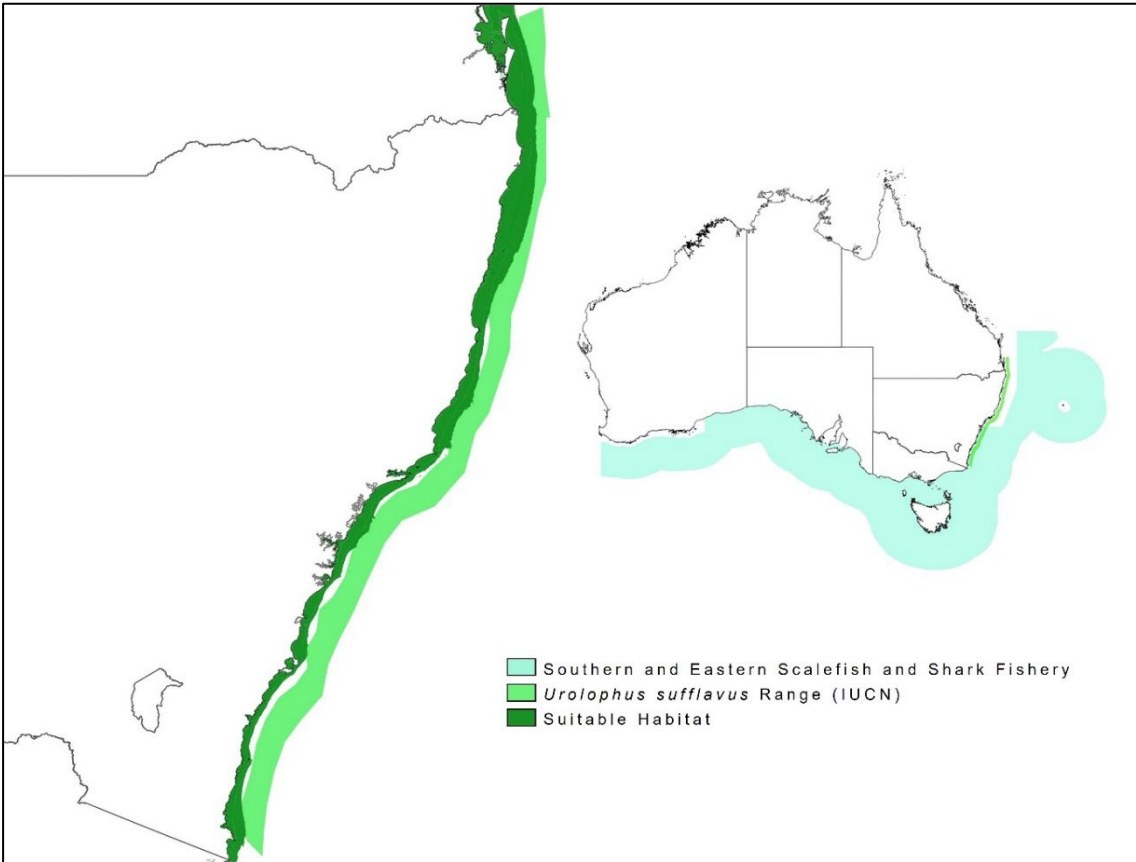 Southern and Eastern Scalefish and Shark Fishery
Urolophus sufflavus Range (IUCN)
Suitable Habitat